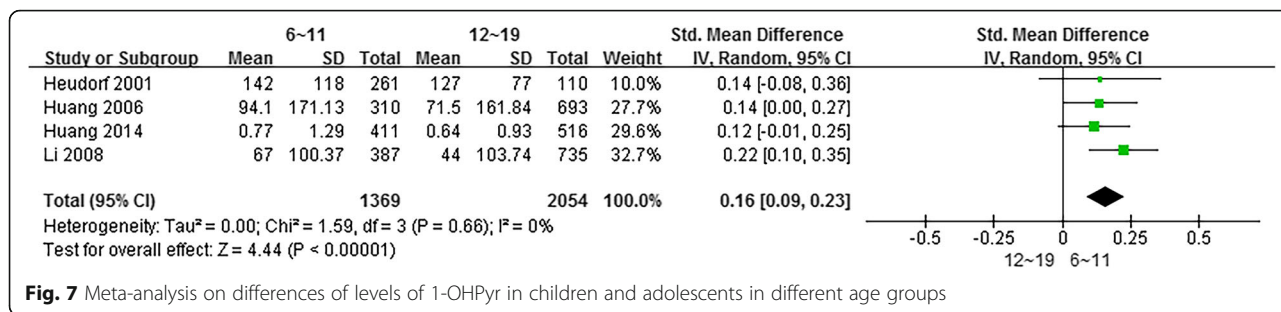 6~11 12~19 Std. Mean Difference Std. Mean Difference
Study or Subgroup Mean SD Total Mean SD Total Weight IV, Random, 95% CI IV, Random, 95% CI
Heudorf 2001 142 118 261 127 77 110 10.0% 0.14 [-0.08, 0.36]
Huang 2006 94.1 171.13 310 71.5 161.84 693 27.7% 0.14 [0.00, 0.27]
Huang 2014 0.77 1.29 411 0.64 0.93 516 29.6% 0.12 [-0.01, 0.25]
Li 2008 67 100.37 387 44 103.74 735 32.7% 0.22 [0.10, 0.35]
Total (95% CI) 1369 2054 100.0% 0.16 [0.09, 0.23]
Heterogeneity: Tau² = 0.00; Chi² = 1.59, df = 3 (P = 0.66); I² = 0%
Test for overall effect: Z = 4.44 (P < 0.00001)
-0.5 -0.25 0 0.25 0.5
12~19 6~11
Fig. 7 Meta-analysis on differences of levels of 1-OHPyr in children and adolescents in different age groups